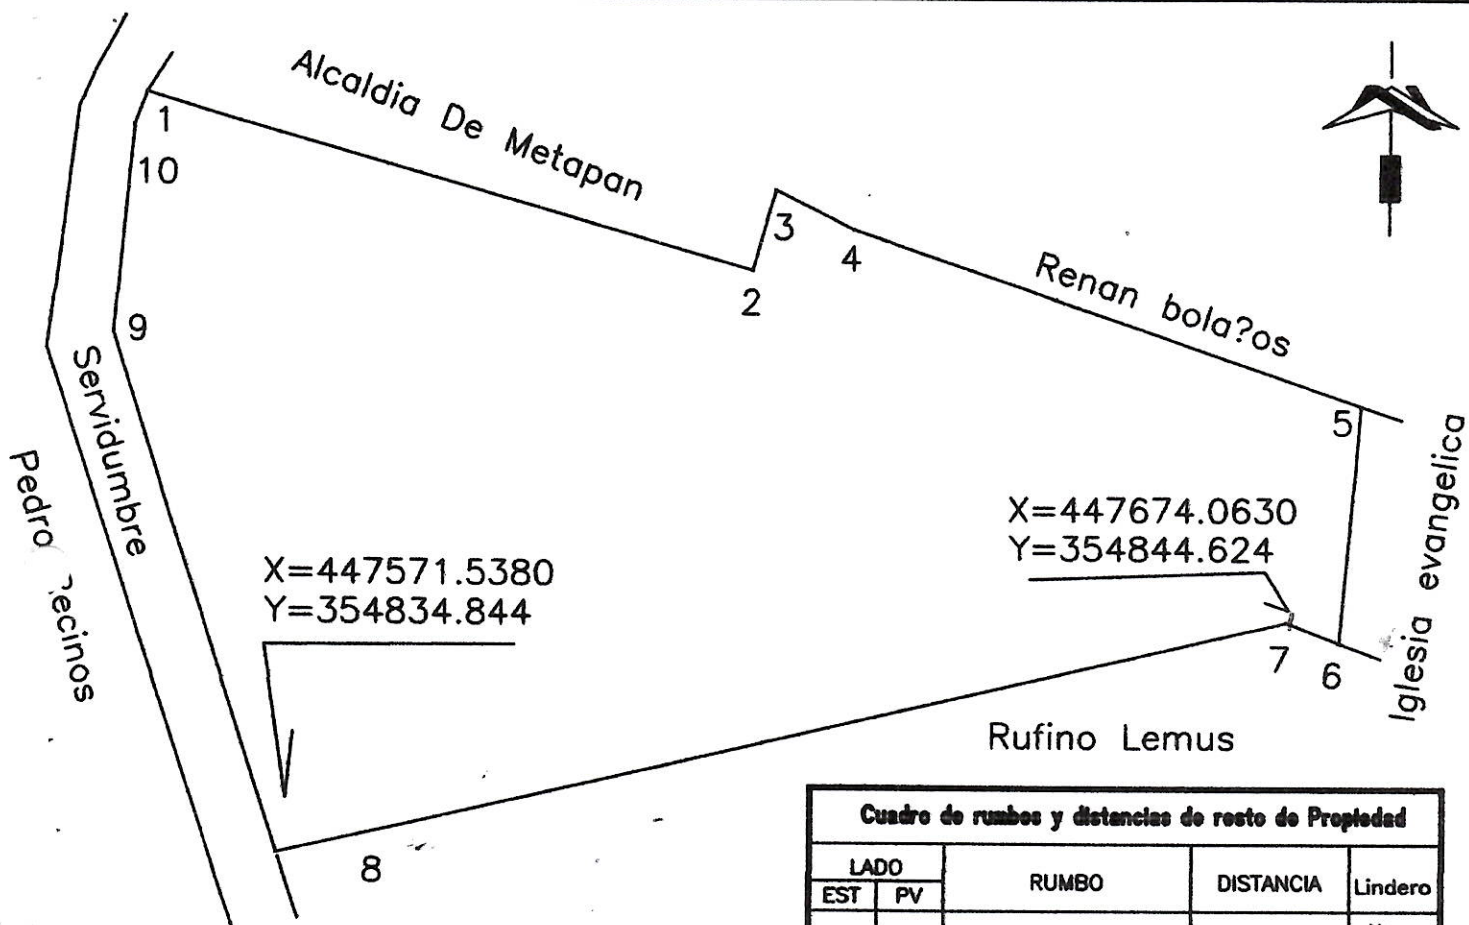 Alcaldia De Metapan
1
10
3
4
2
Renan bola?os
9
5
Servidumbre
Pedro ecinos
Iglesia evangelica
X=447674.0630
Y=354844.624
X=447571.5380
Y=354834.844
7
6
Rufino Lemus
8
Cuadro de rumbos y distancias de resto de Propiedad
LADO
EST PV RUMBO DISTANCIA Lindero